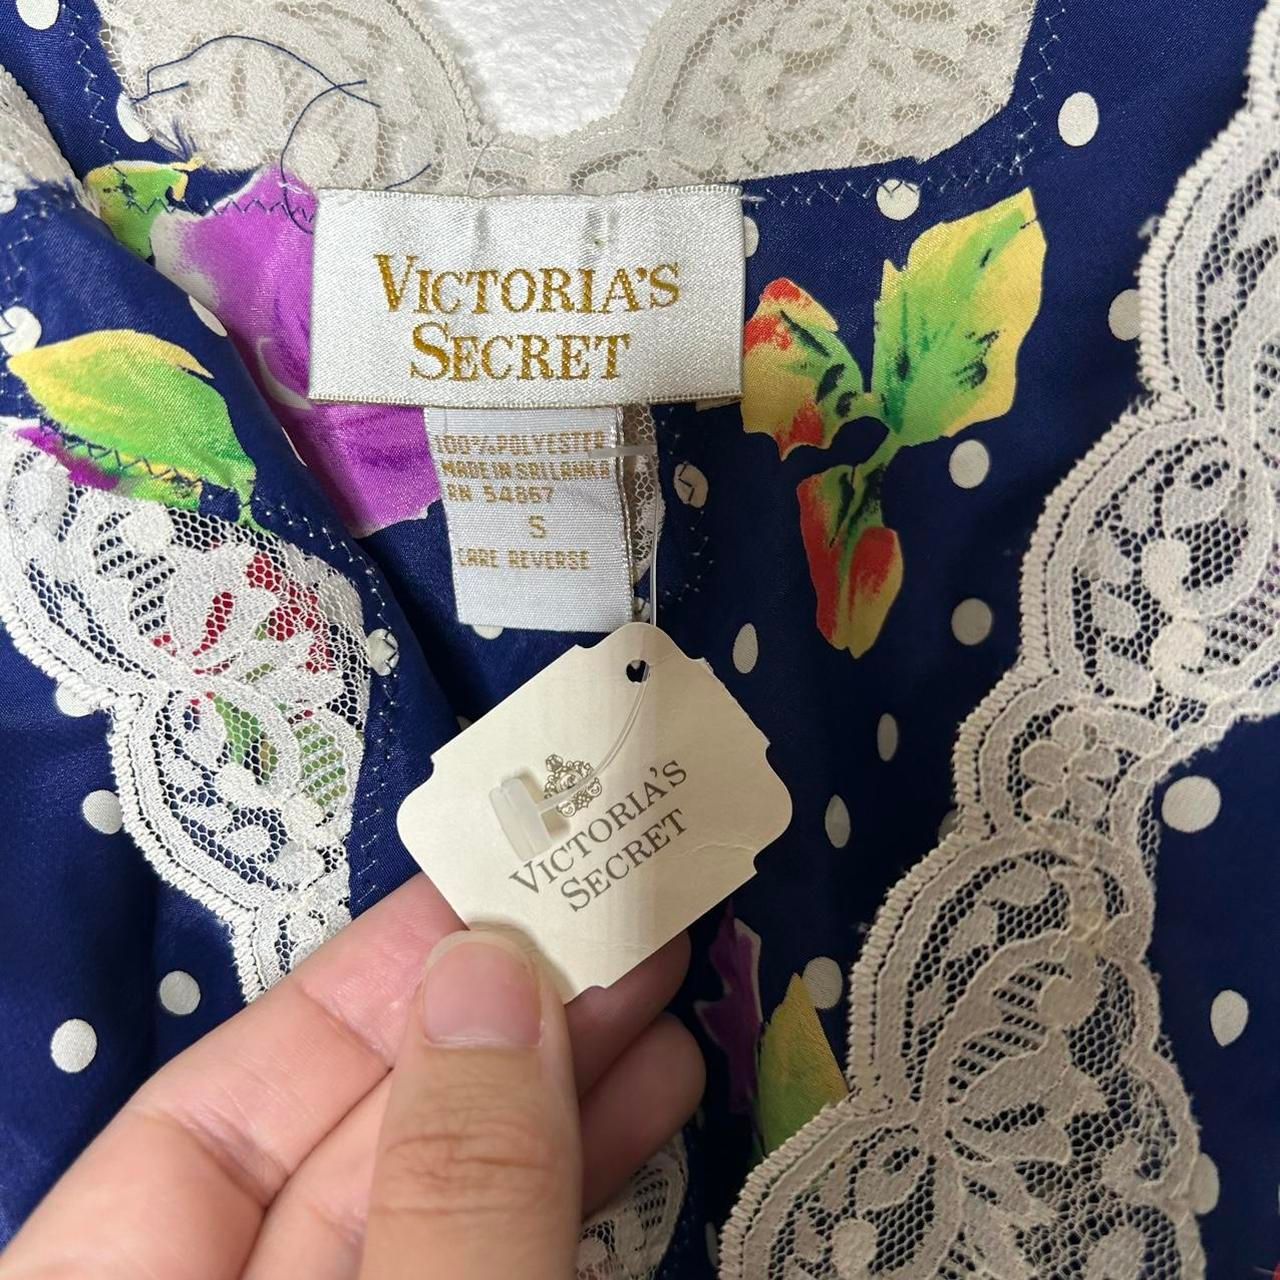 VICTORIA'S
SECRET
100% POLYESTER
MADE IN SRI LANKA
RN 54867
S
CARE REVERSE
VICTORIA'S
SECRET